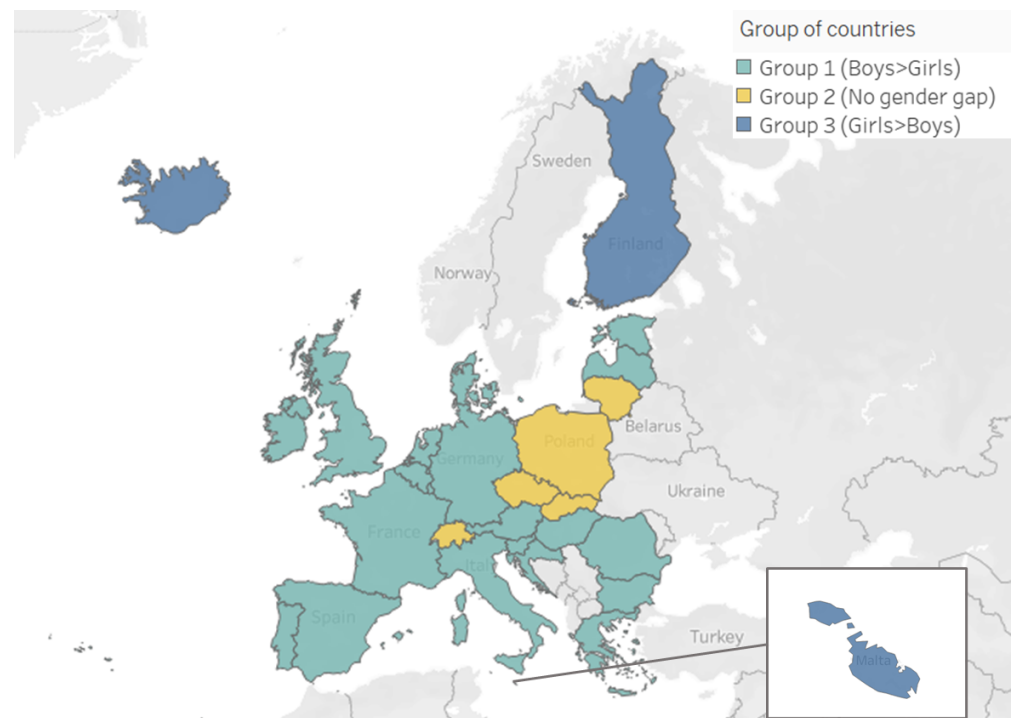 Group of countries
Group 1 (Boys>Girls)
Group 2 (No gender gap)
Group 3 (Girls>Boys)
Sweden
Finland
Norway
Belarus
Poland
Germany
Ukraine
France
Italy
Spain
Turkey
Malta